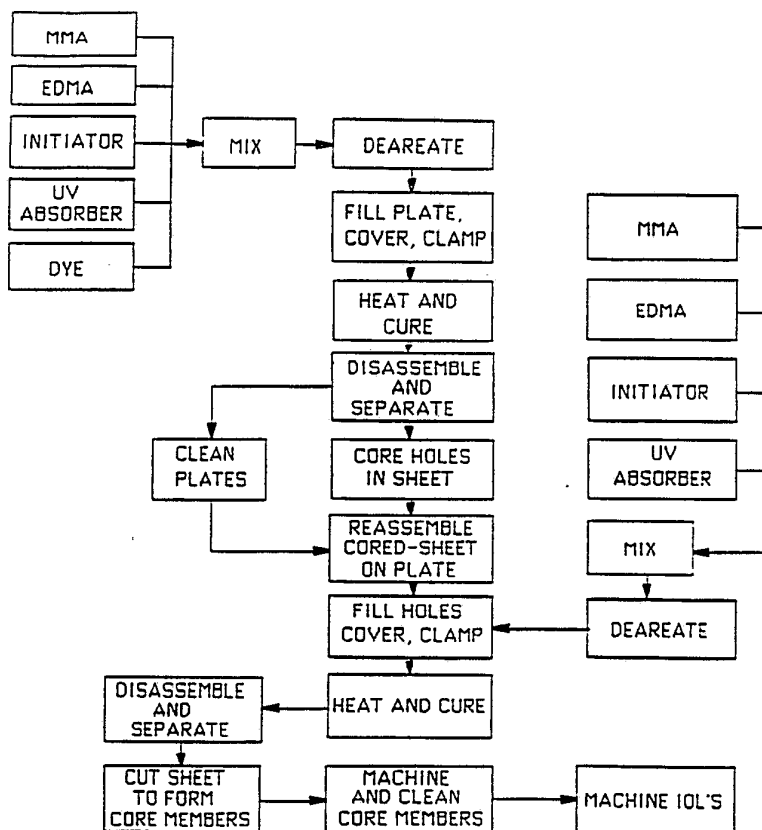 MMA
EDMA
INITIATOR
UV
ABSORBER
DYE
MIX
DEAREATE
FILL PLATE,
COVER, CLAMP
HEAT AND
CURE
DISASSEMBLE
AND
SEPARATE
CLEAN
PLATES
CORE HOLES
IN SHEET
REASSEMBLE
CORED-SHEET
ON PLATE
MMA
EDMA
INITIATOR
UV
ABSORBER
MIX
DEAREATE
FILL HOLES
COVER, CLAMP
HEAT AND CURE
DISASSEMBLE
AND
SEPARATE
CUT SHEET
TO FORM
CORE MEMBERS
MACHINE
AND CLEAN
CORE MEMBERS
MACHINE IOL'S